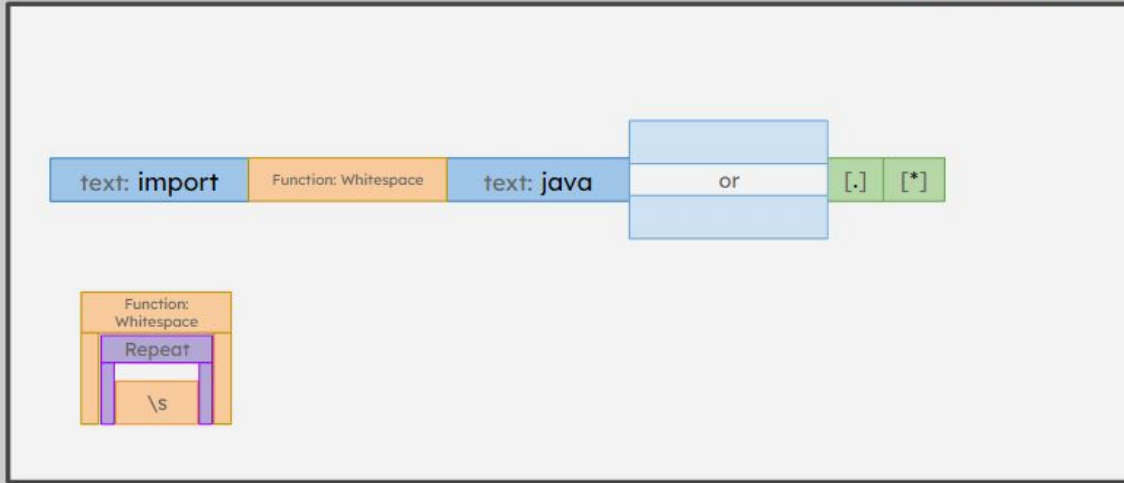 text: import Function: Whitespace text: java or [.] [*]
Function:
Whitespace
Repeat
\s